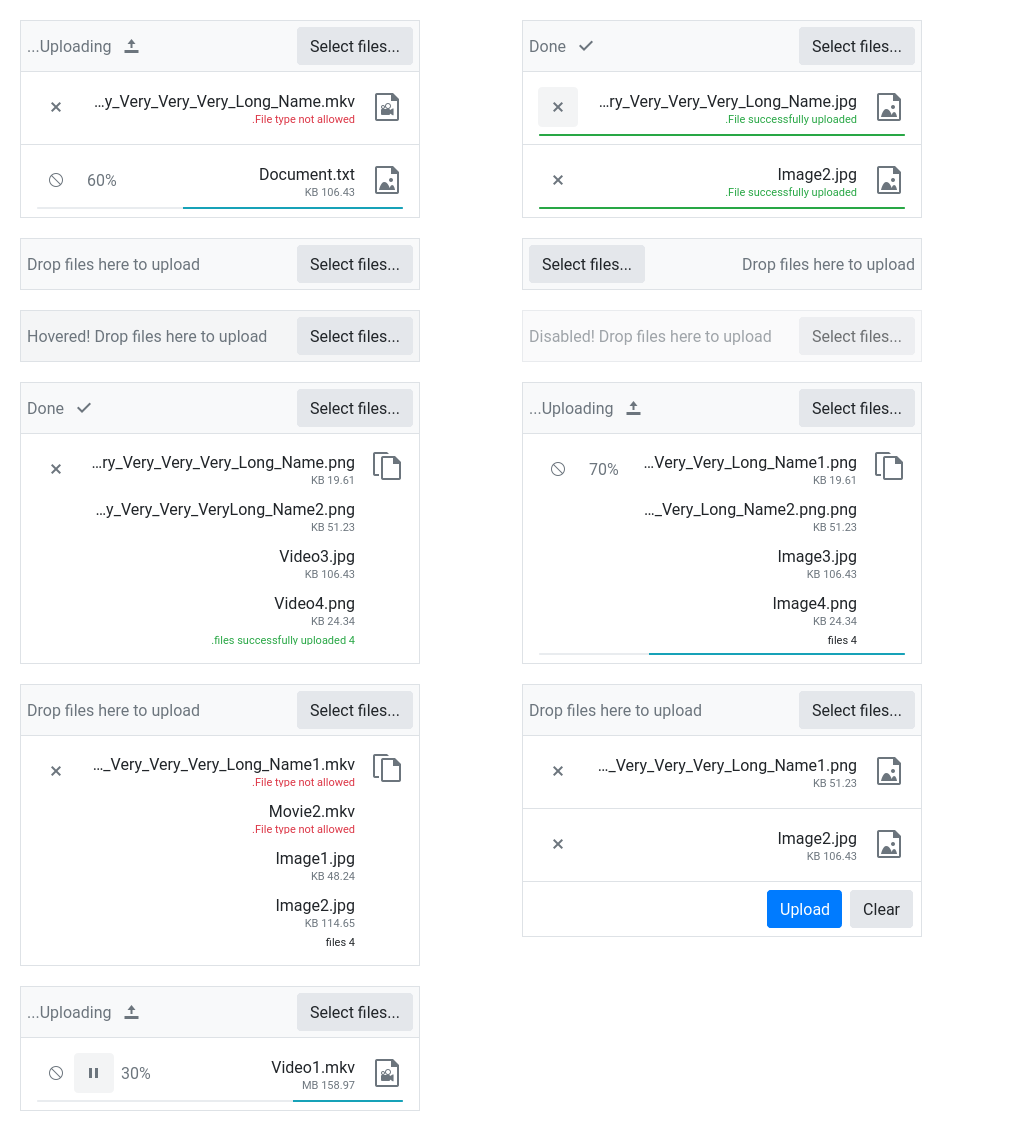 ...Uploading
Select files...
...y_Very_Very_Very_Long_Name.mkv
.File type not allowed
60%
Document.txt
KB 106.43
Done
Select files...
...ry_Very_Very_Very_Long_Name.jpg
.File successfully uploaded
Image2.jpg
.File successfully uploaded
Drop files here to upload
Select files...
Select files...
Drop files here to upload
Hovered! Drop files here to upload
Select files...
Disabled! Drop files here to upload
Select files...
Done
Select files...
...ry_Very_Very_Very_Long_Name.png
KB 19.61
...y_Very_Very_VeryLong_Name2.png
KB 51.23
Video3.jpg
KB 106.43
Video4.png
KB 24.34
.files successfully uploaded 4
...Uploading
Select files...
70%
...Very_Very_Long_Name1.png
KB 19.61
..._Very_Long_Name2.png.png
KB 51.23
Image3.jpg
KB 106.43
Image4.png
KB 24.34
files 4
Drop files here to upload
Select files...
..._Very_Very_Very_Long_Name1.mkv
.File type not allowed
Movie2.mkv
.File type not allowed
Image1.jpg
KB 48.24
Image2.jpg
KB 114.65
files 4
Drop files here to upload
Select files...
..._Very_Very_Very_Long_Name1.png
KB 51.23
Image2.jpg
KB 106.43
Upload
Clear
...Uploading
Select files...
30%
Video1.mkv
MB 158.97